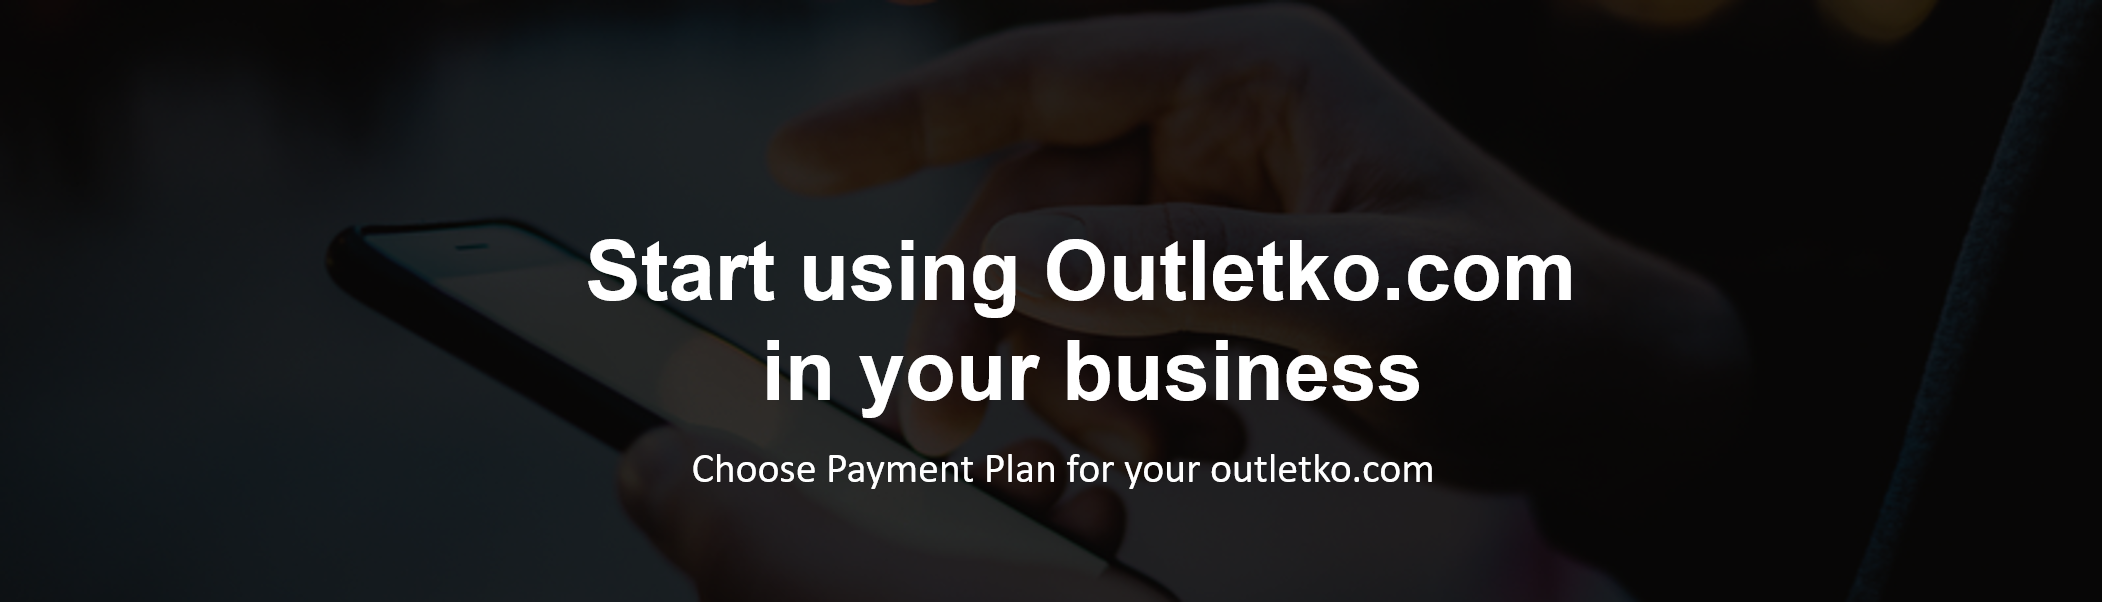 Start using Outletko.com
in your business
Choose Payment Plan for your outletko.com